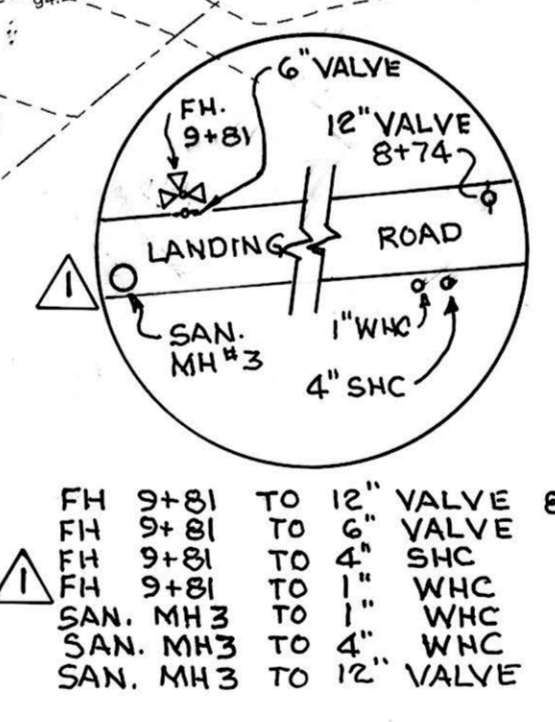 6" VALVE
FH.
9+81
12" VALVE
8+74
LANDING ROAD
1
SAN.
MH #3
1" WHC
4" SHC
FH 9+81 TO 12" VALVE 8
FH 9+81 TO 6" VALVE
FH 9+81 TO 4" SHC
1
FH 9+81 TO 1" WHC
SAN. MH3 TO 1" WHC
SAN. MH3 TO 4" WHC
SAN. MH3 TO 12" VALVE